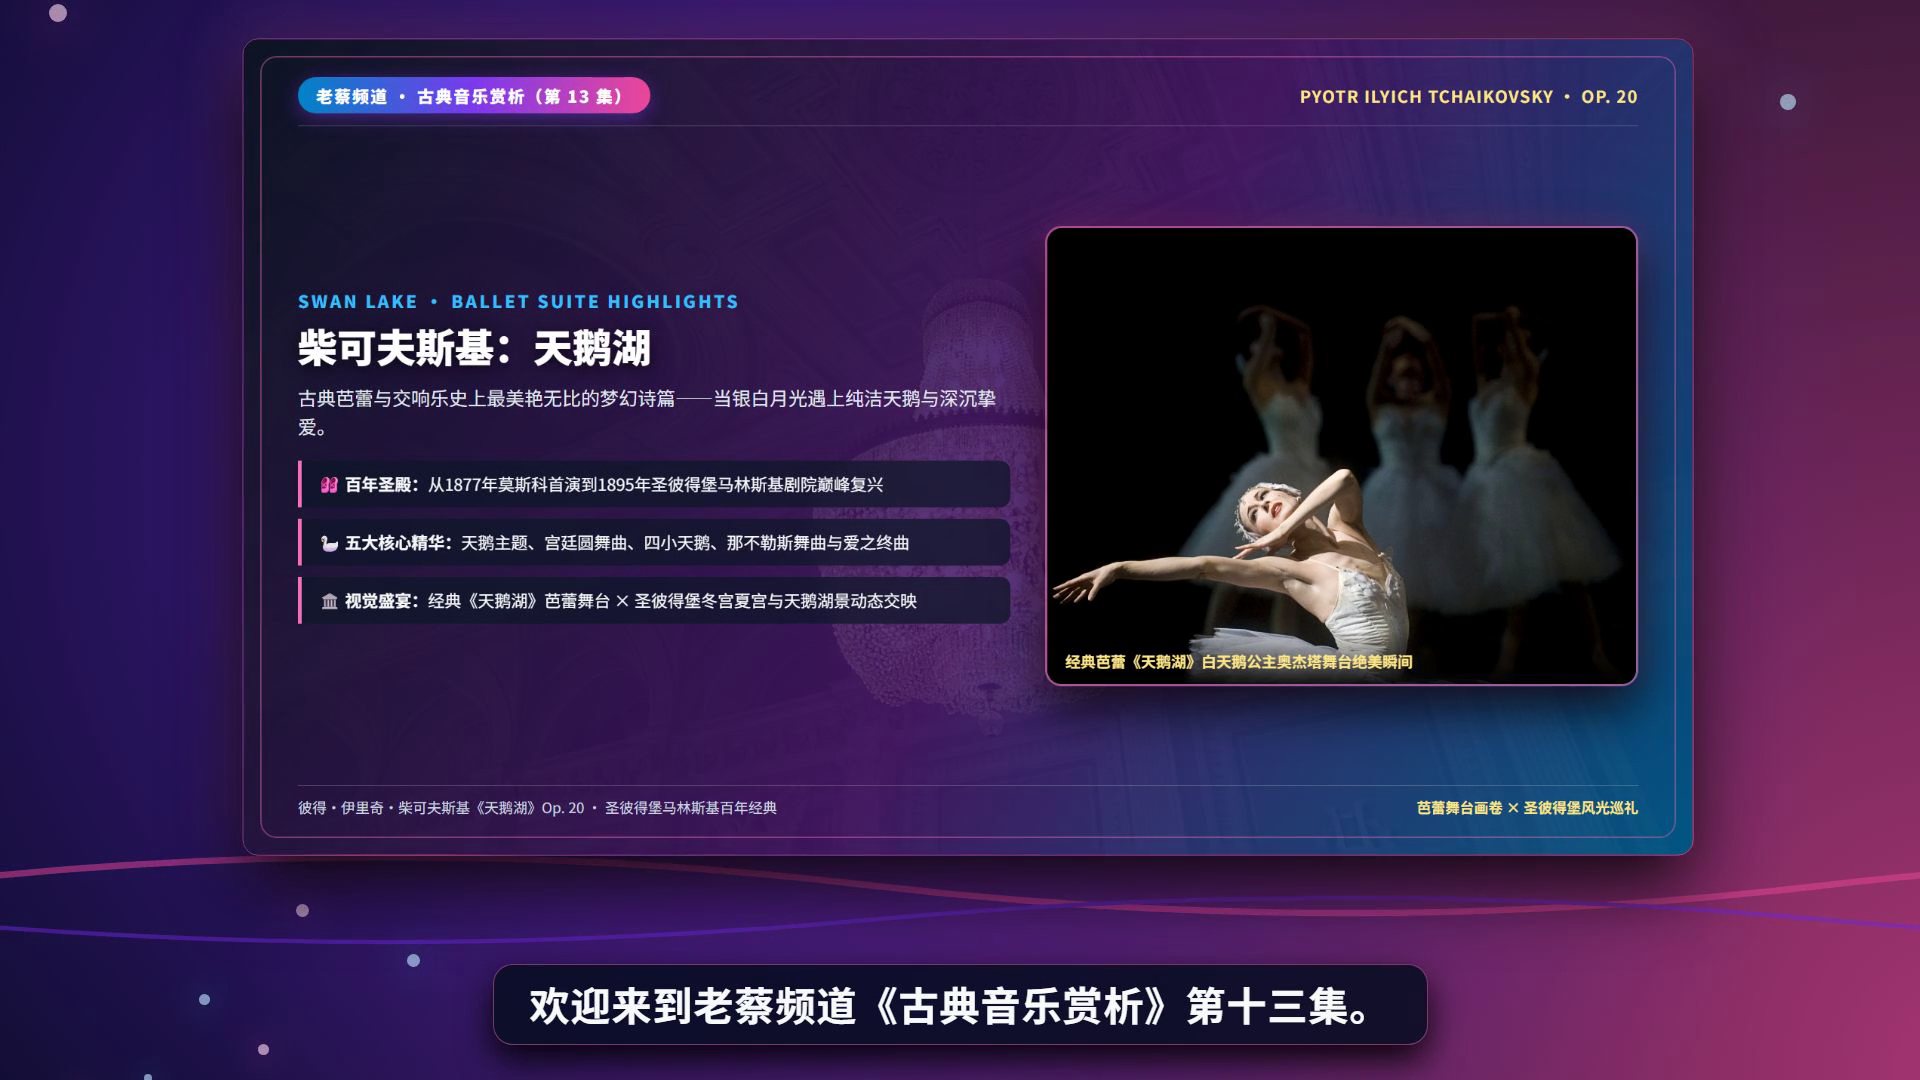 老蔡频道 • 古典音乐赏析（第 13 集）
PYOTR ILYICH TCHAIKOVSKY • OP. 20
SWAN LAKE • BALLET SUITE HIGHLIGHTS
柴可夫斯基：天鹅湖
古典芭蕾与交响乐史上最美艳无比的梦幻诗篇——当银白月光遇上纯洁天鹅与深沉挚
爱。
🩰 百年圣殿：从1877年莫斯科首演到1895年圣彼得堡马林斯基剧院巅峰复兴
🦢 五大核心精华：天鹅主题、宫廷圆舞曲、四小天鹅、那不勒斯舞曲与爱之终曲
🏛️ 视觉盛宴：经典《天鹅湖》芭蕾舞台 × 圣彼得堡冬宫夏宫与天鹅湖景动态交映
经典芭蕾《天鹅湖》白天鹅公主奥杰塔舞台绝美瞬间
彼得・伊里奇・柴可夫斯基《天鹅湖》Op. 20 • 圣彼得堡马林斯基百年经典
芭蕾舞台画卷 × 圣彼得堡风光巡礼
欢迎来到老蔡频道《古典音乐赏析》第十三集。